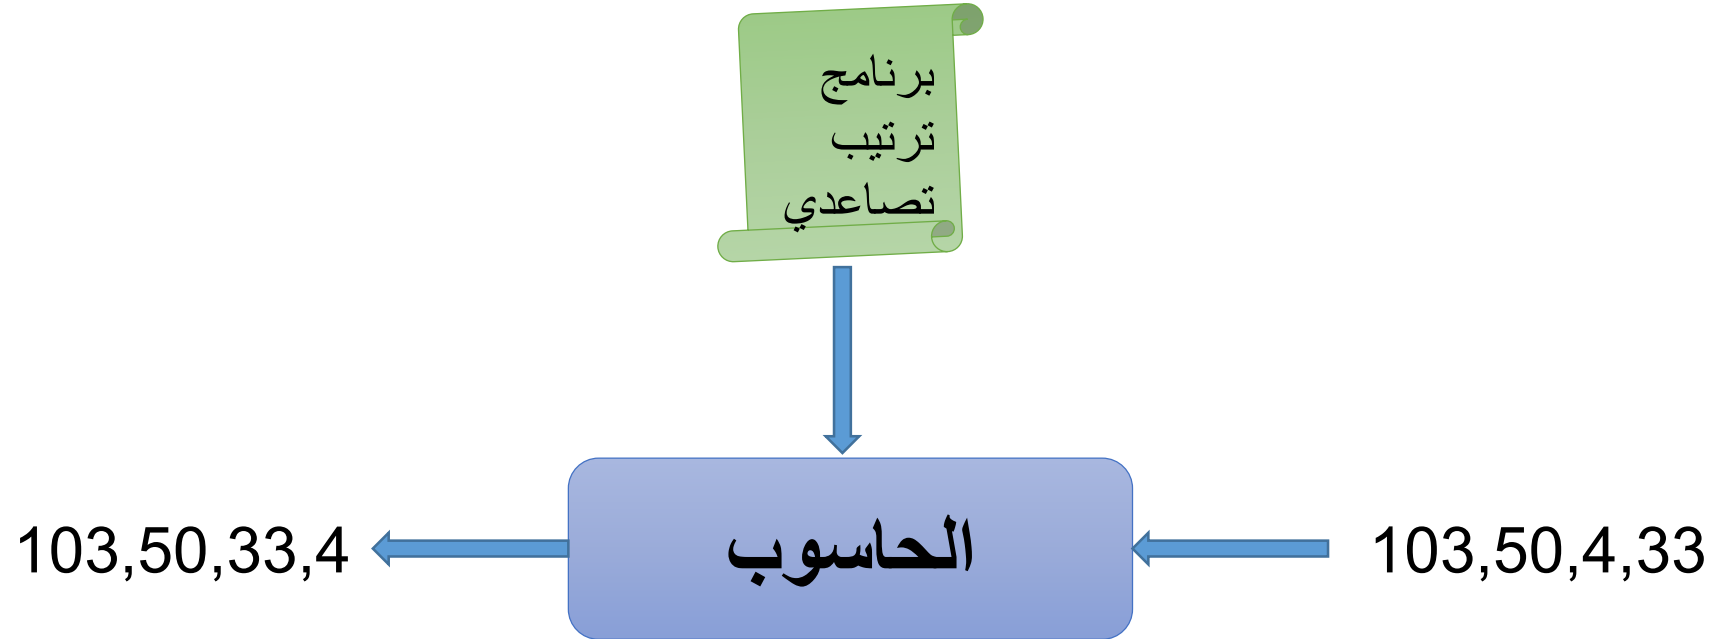 برنامج
ترتيب
تصاعدي
103,50,4,33
الحاسوب
103,50,33,4